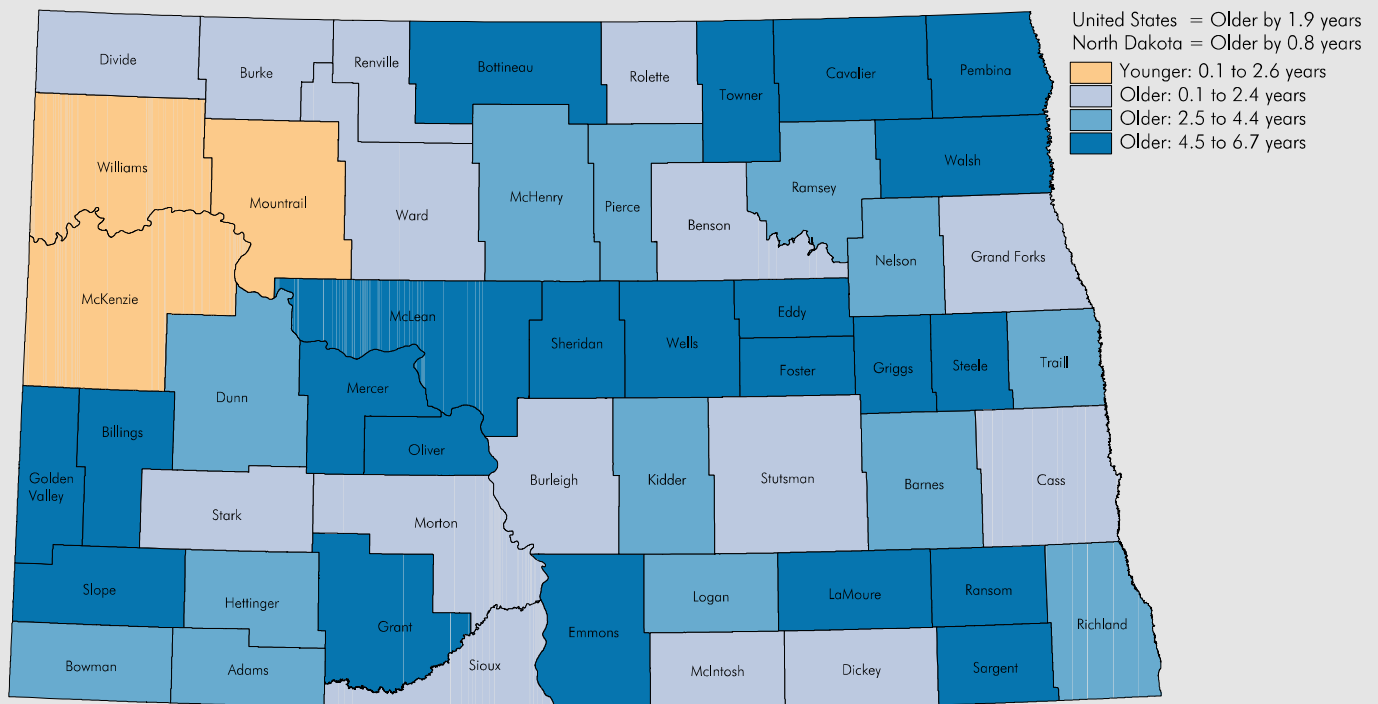 United States = Older by 1.9 years
North Dakota = Older by 0.8 years
Younger: 0.1 to 2.6 years
Older: 0.1 to 2.4 years
Older: 2.5 to 4.4 years
Older: 4.5 to 6.7 years
Divide
Burke
Renville
Bottineau
Rolette
Towner
Cavalier
Pembina
Williams
Mountrail
Ward
McHenry
Pierce
Benson
Ramsey
Walsh
Nelson
Grand Forks
McKenzie
McLean
Sheridan
Wells
Eddy
Foster
Griggs
Steele
Traill
Dunn
Mercer
Oliver
Golden
Valley
Billings
Stark
Morton
Burleigh
Kidder
Stutsman
Barnes
Cass
Slope
Hettinger
Grant
Emmons
Logan
LaMoure
Ransom
Richland
Bowman
Adams
Sioux
McIntosh
Dickey
Sargent